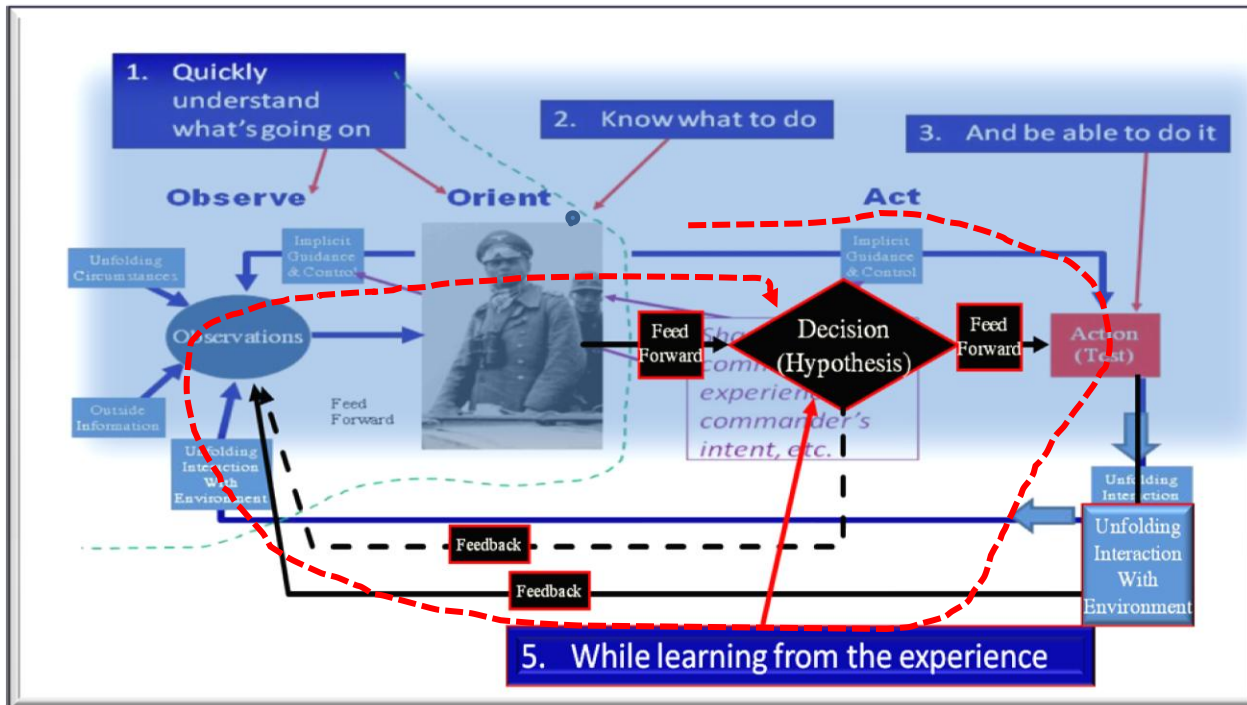 1. Quickly
understand
what's going on
2. Know what to do
3. And be able to do it
Observe
Orient
Act
Unfolding
Circumstances
Implicit
Guidance
& Control
Implicit
Guidance
& Control
Observations
Feed
Forward
Decision
(Hypothesis)
Feed
Forward
Action
(Test)
experience
commander's
intent, etc.
Outside
Information
Feed
Forward
Unfolding
Interaction
With
Environment
Unfolding
Interaction
Unfolding
Interaction
With
Environment
Feedback
Feedback
5. While learning from the experience